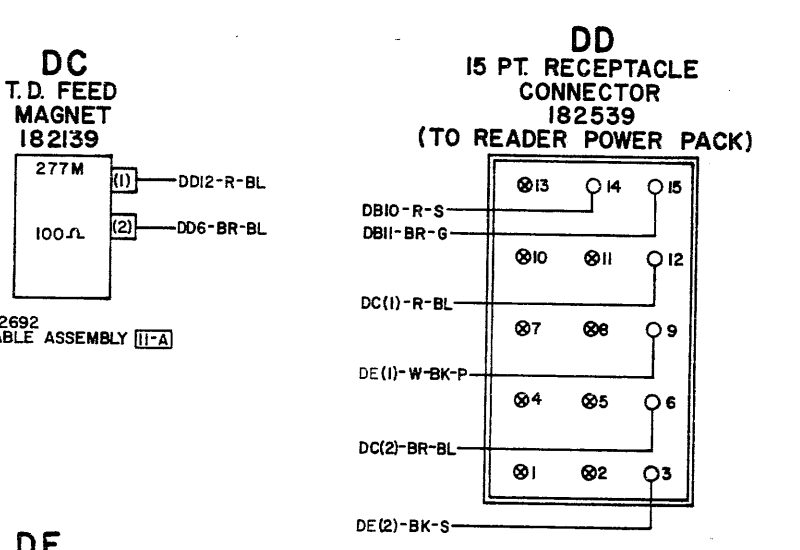 DC
T.D. FEED
MAGNET
182139
277M
100Ω
(1)
DD12-R-BL
(2)
DD6-BR-BL
2692
ABLE ASSEMBLY 11-A
DE
DD
15 PT. RECEPTACLE
CONNECTOR
182539
(TO READER POWER PACK)
13 14 15
DB10-R-S
DB11-BR-G
10 11 12
DC(1)-R-BL
7 8 9
DE(1)-W-BK-P
4 5 6
DC(2)-BR-BL
1 2 3
DE(2)-BK-S